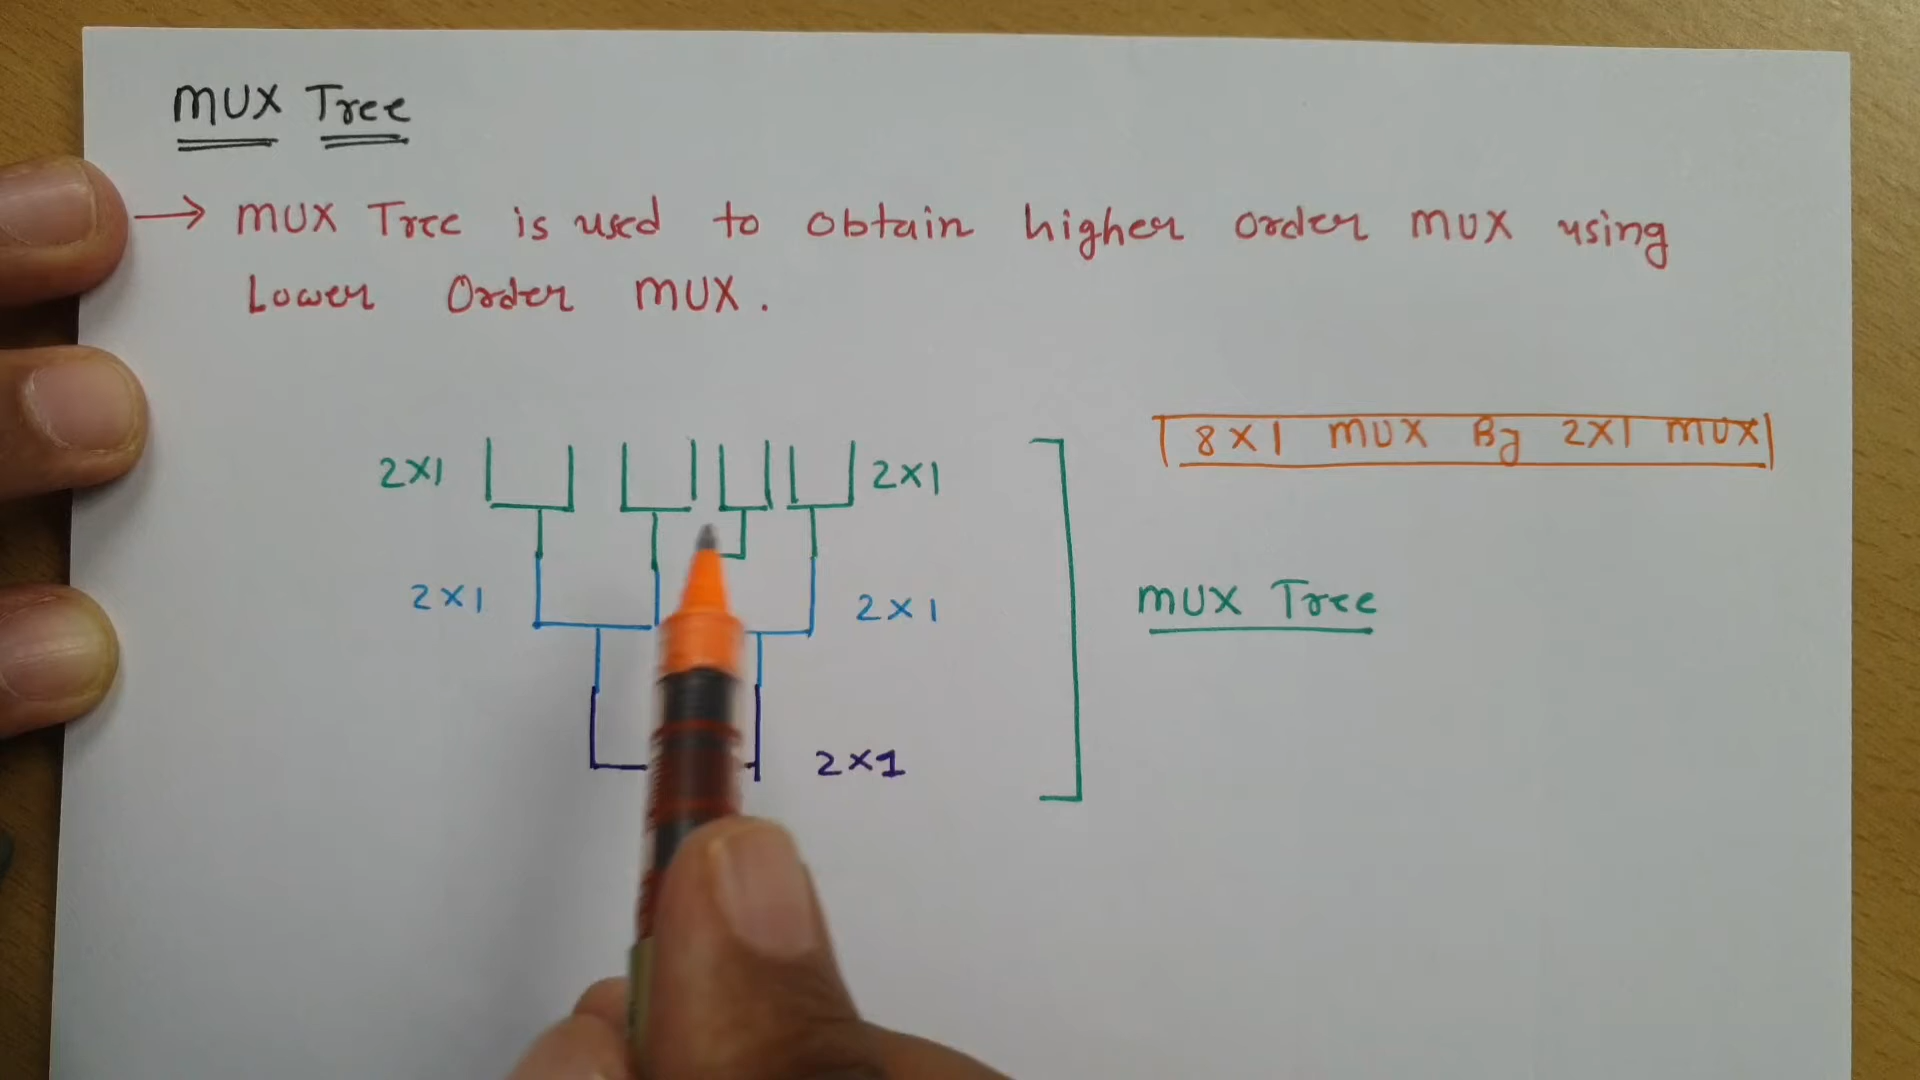 MUX Tree
→ MUX Tree is used to obtain higher order MUX using
Lower Order MUX.
8X1 MUX By 2X1 MUX
2X1 2X1
2X1 2X1
MUX Tree
2X1